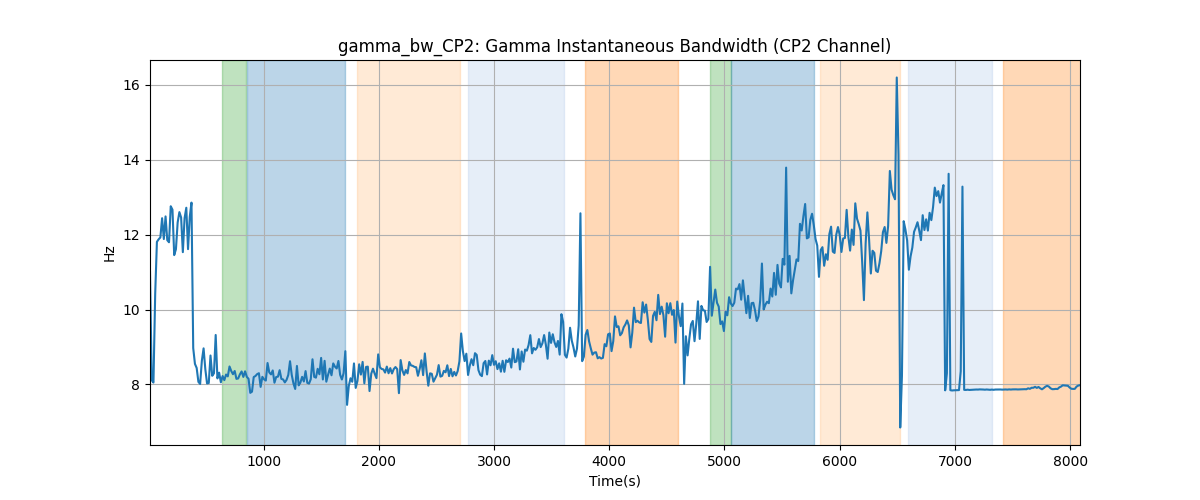 gamma_bw_CP2: Gamma Instantaneous Bandwidth (CP2 Channel)
16
14
12
10
8
Hz
1000 2000 3000 4000 5000 6000 7000 8000
Time(s)